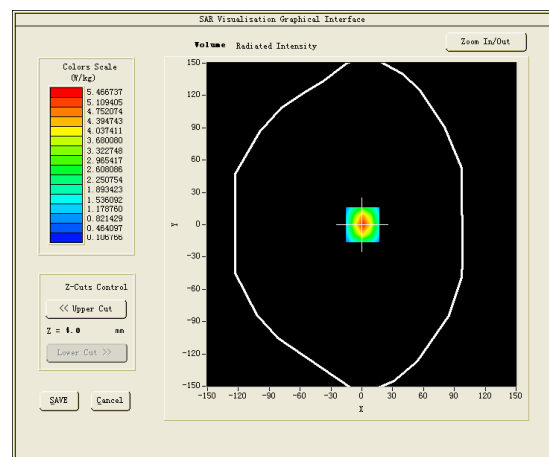 SAR Visualisation Graphical Interface
Volume Radiated Intensity
Zoom In/Out
Colors Scale
(W/kg)
5.466737
5.109405
4.752074
4.394743
4.037411
3.680080
3.322748
2.965417
2.608086
2.250754
1.893423
1.536092
1.178760
0.821429
0.464097
0.106766
Z-Cuts Control
<< Upper Cut
Z = 4.0 mm
Lower Cut >>
SAVE
Cancel
150
120
90
60
30
0
-30
-60
-90
-120
-150
Y
-150 -120 -90 -60 -30 0 30 60 90 120 150
X